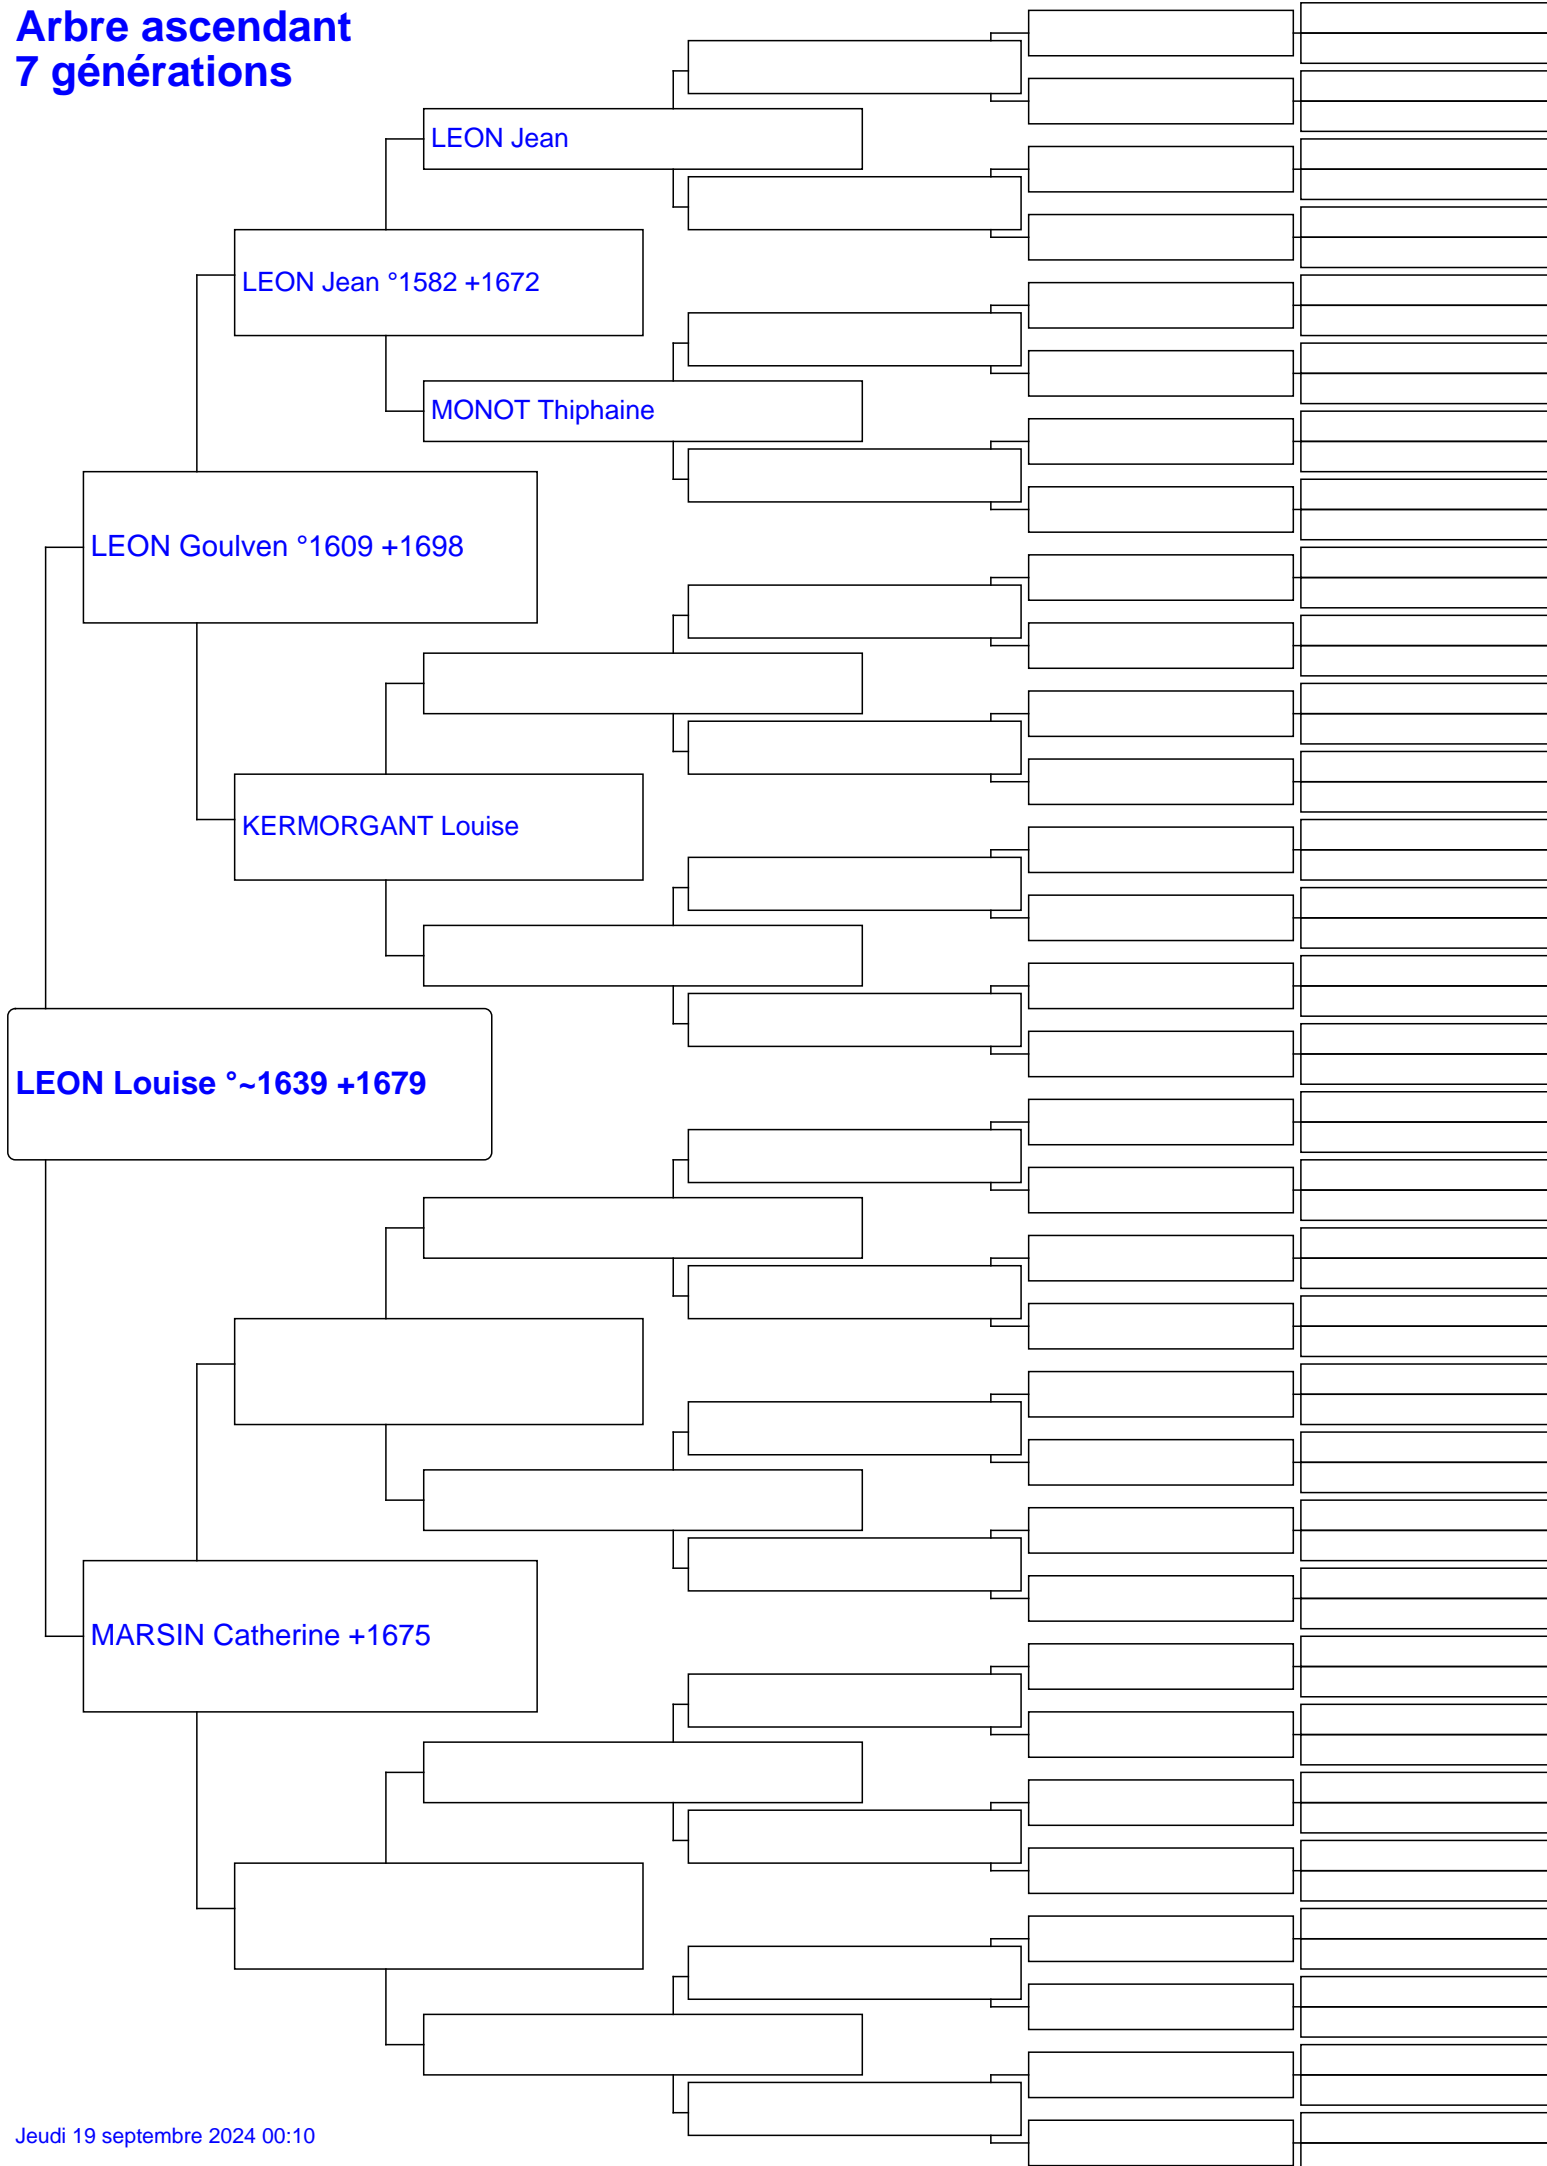 Arbre ascendant
7 générations
LEON Jean
LEON Jean °1582 +1672
MONOT Thiphaine
LEON Goulven °1609 +1698
KERMORGANT Louise
LEON Louise °~1639 +1679
MARSIN Catherine +1675
Jeudi 19 septembre 2024 00:10